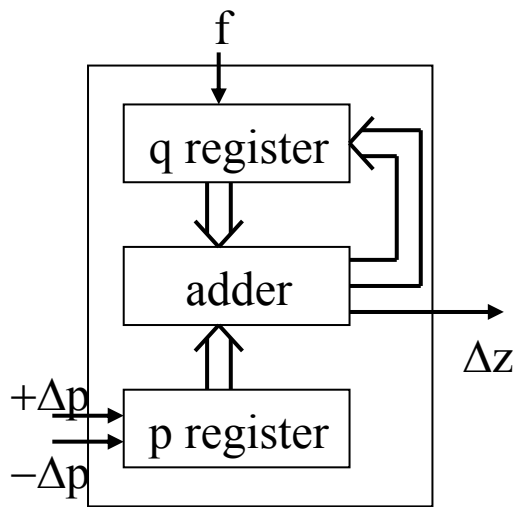 f
q register
adder
Δz
+Δp
p register
−Δp